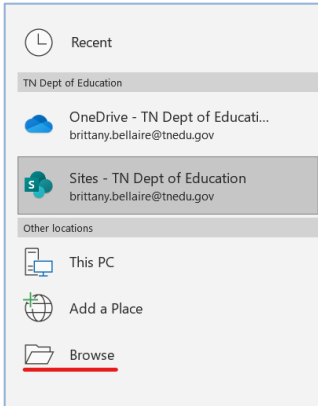 Recent
TN Dept of Education
OneDrive - TN Dept of Educati...
brittany.bellaire@tnedu.gov
S
Sites - TN Dept of Education
brittany.bellaire@tnedu.gov
Other locations
This PC
Add a Place
Browse